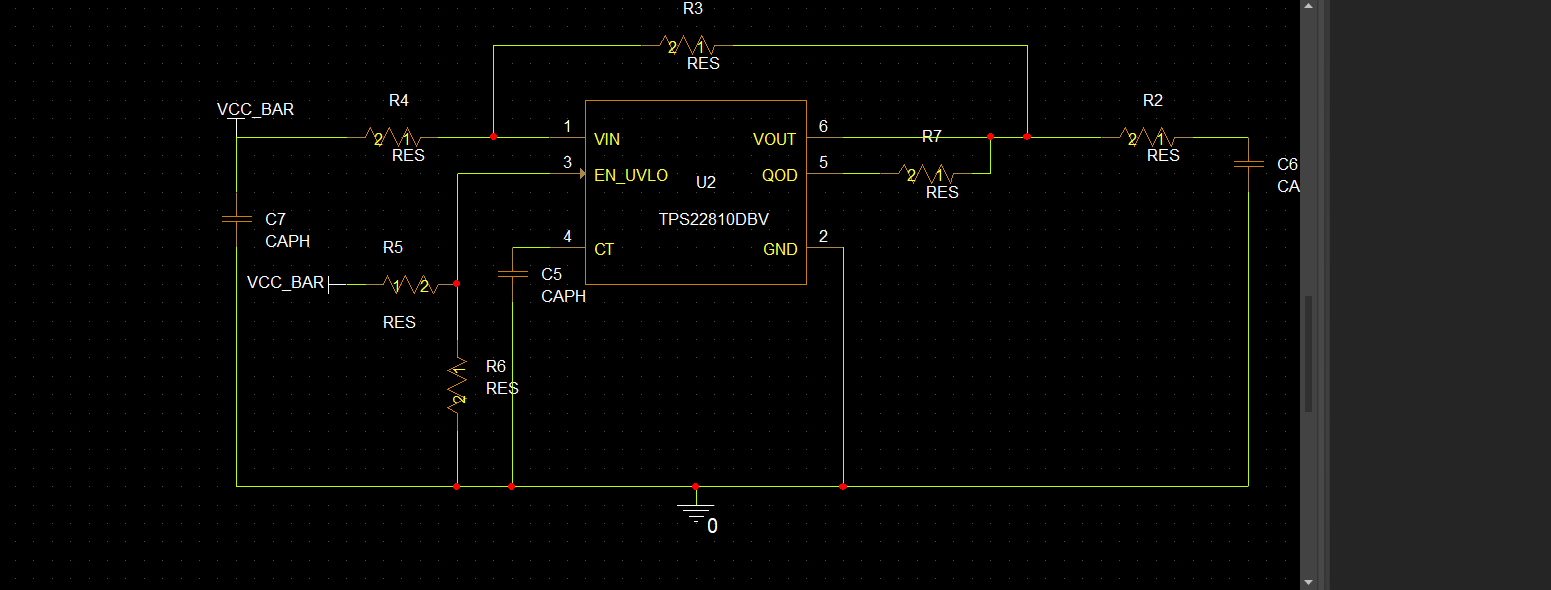 R3
2 1
RES
VCC_BAR
R4
2 1
RES
1
VIN
VOUT
6
R7
R2
2 1
RES
3
EN_UVLO
U2
QOD
5
2 1
RES
C6
CA
TPS22810DBV
C7
CAPH
R5
VCC_BAR
1 2
RES
4
CT
GND
2
C5
CAPH
1
R6
RES
2
0